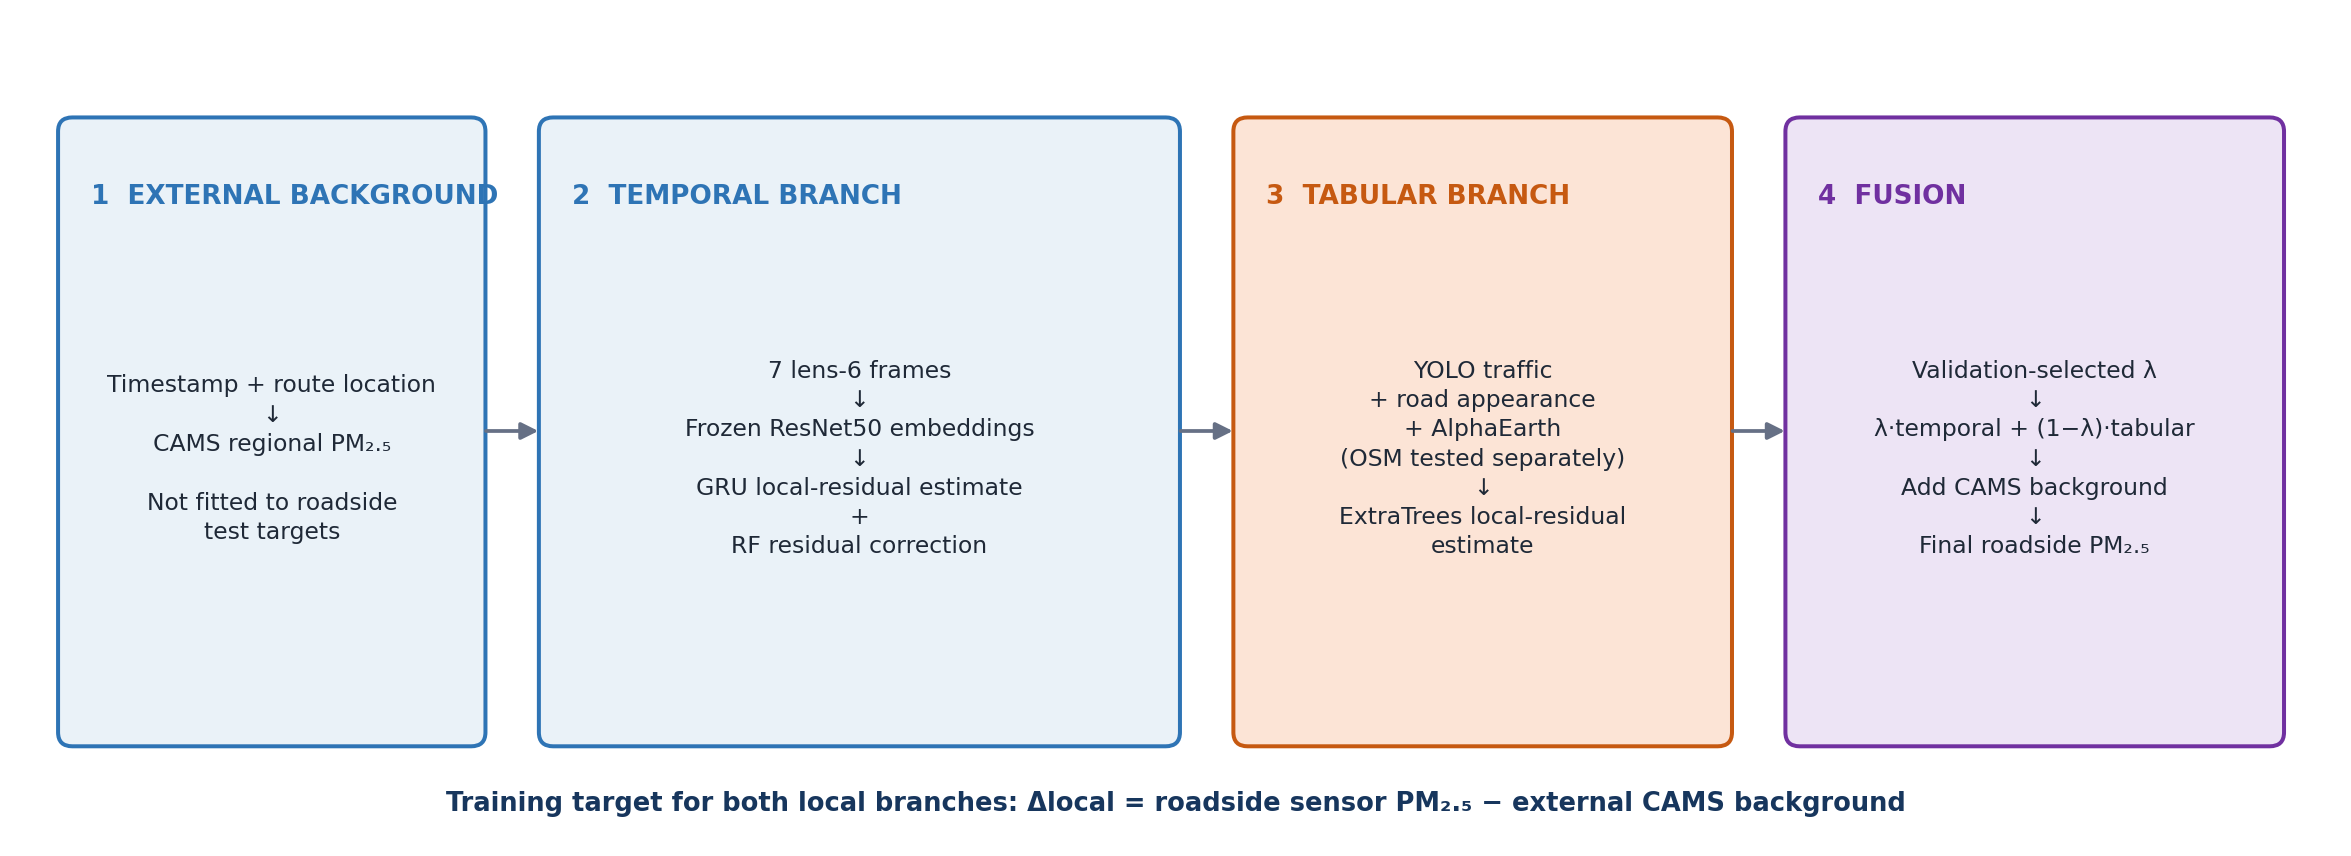 1 EXTERNAL BACKGROUND
Timestamp + route location
↓
CAMS regional PM₂.₅
Not fitted to roadside
test targets
2 TEMPORAL BRANCH
7 lens-6 frames
↓
Frozen ResNet50 embeddings
↓
GRU local-residual estimate
+
RF residual correction
3 TABULAR BRANCH
YOLO traffic
+ road appearance
+ AlphaEarth
(OSM tested separately)
↓
ExtraTrees local-residual
estimate
4 FUSION
Validation-selected λ
↓
λ·temporal + (1−λ)·tabular
↓
Add CAMS background
↓
Final roadside PM₂.₅
Training target for both local branches: Δlocal = roadside sensor PM₂.₅ − external CAMS background